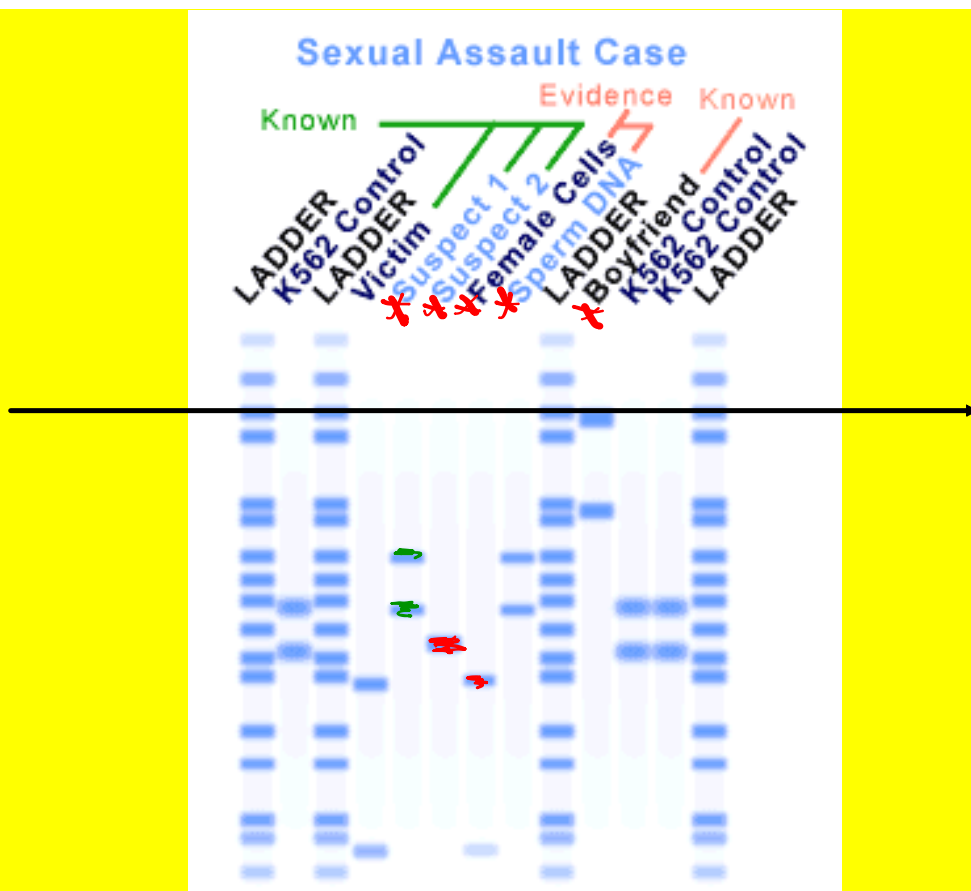 Sexual Assault Case
Evidence
Known
Known
LADDER
K562 Control
LADDER
Victim
Suspect 1
Suspect 2
Female Cells
Sperm DNA
LADDER
Boyfriend
K562 Control
K562 Control
LADDER